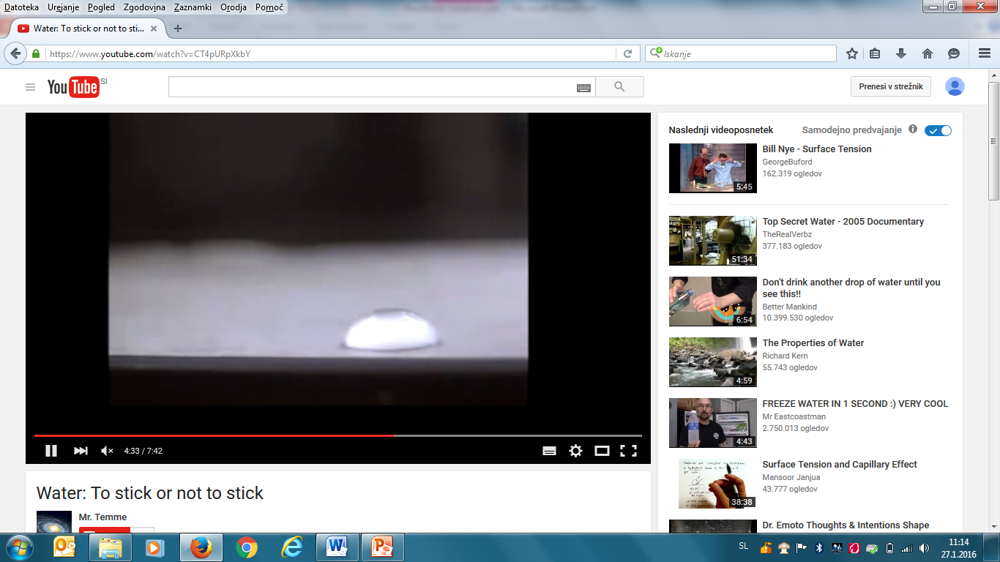 Datoteka Urejanje Pogled Zgodovina Zaznamki Orodja Pomoč
Water: To stick or not to sti...
https://www.youtube.com/watch?v=CT4pURpXkbY
Iskanje
YouTube SI
Prenesi v strežnik
4:33 / 7:42
Water: To stick or not to stick
Mr. Temme
Naslednji videoposnetek
Samodejno predvajanje
Bill Nye - Surface Tension
GeorgeBuford
162.319 ogledov
5:45
Top Secret Water - 2005 Documentary
TheRealVerbz
377.183 ogledov
51:34
Don't drink another drop of water until you
see this!!
Better Mankind
10.399.530 ogledov
6:54
The Properties of Water
Richard Kern
55.743 ogledov
4:59
FREEZE WATER IN 1 SECOND :) VERY COOL
Mr Eastcoastman
2.750.013 ogledov
4:43
Surface Tension and Capillary Effect
Mansoor Janjua
43.777 ogledov
38:38
Dr. Emoto Thoughts & Intentions Shape
SL
11:14
27.1.2016